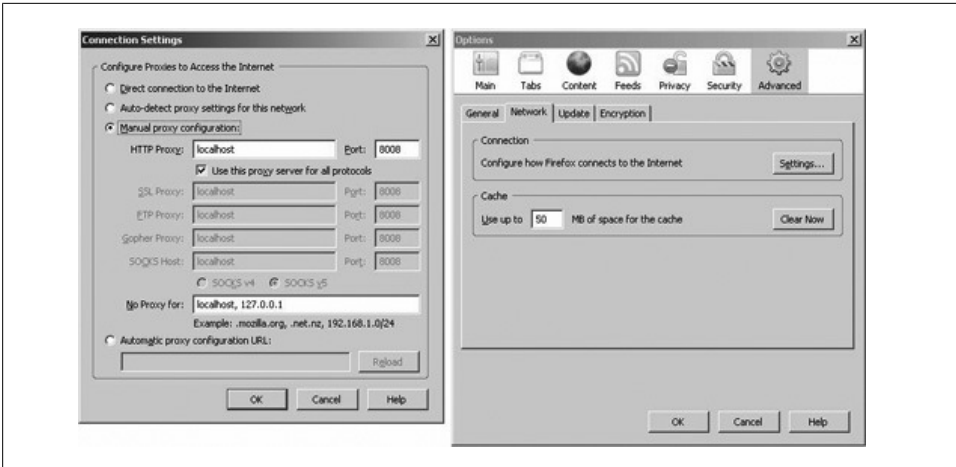 Connection Settings
Configure Proxies to Access the Internet
Direct connection to the Internet
Auto-detect proxy settings for this network
Manual proxy configuration:
HTTP Proxy: localhost Port: 8008
Use this proxy server for all protocols
SSL Proxy: localhost Port: 8008
FTP Proxy: localhost Port: 8008
Gopher Proxy: localhost Port: 8008
SOCKS Host: localhost Port: 8008
SOCKS v4 SOCKS v5
No Proxy for: localhost, 127.0.0.1
Example: .mozilla.org, .net.nz, 192.168.1.0/24
Automatic proxy configuration URL:
Reload
OK Cancel Help
Options
Main Tabs Content Feeds Privacy Security Advanced
General Network Update Encryption
Connection
Configure how Firefox connects to the Internet Settings...
Cache
Use up to 50 MB of space for the cache Clear Now
OK Cancel Help